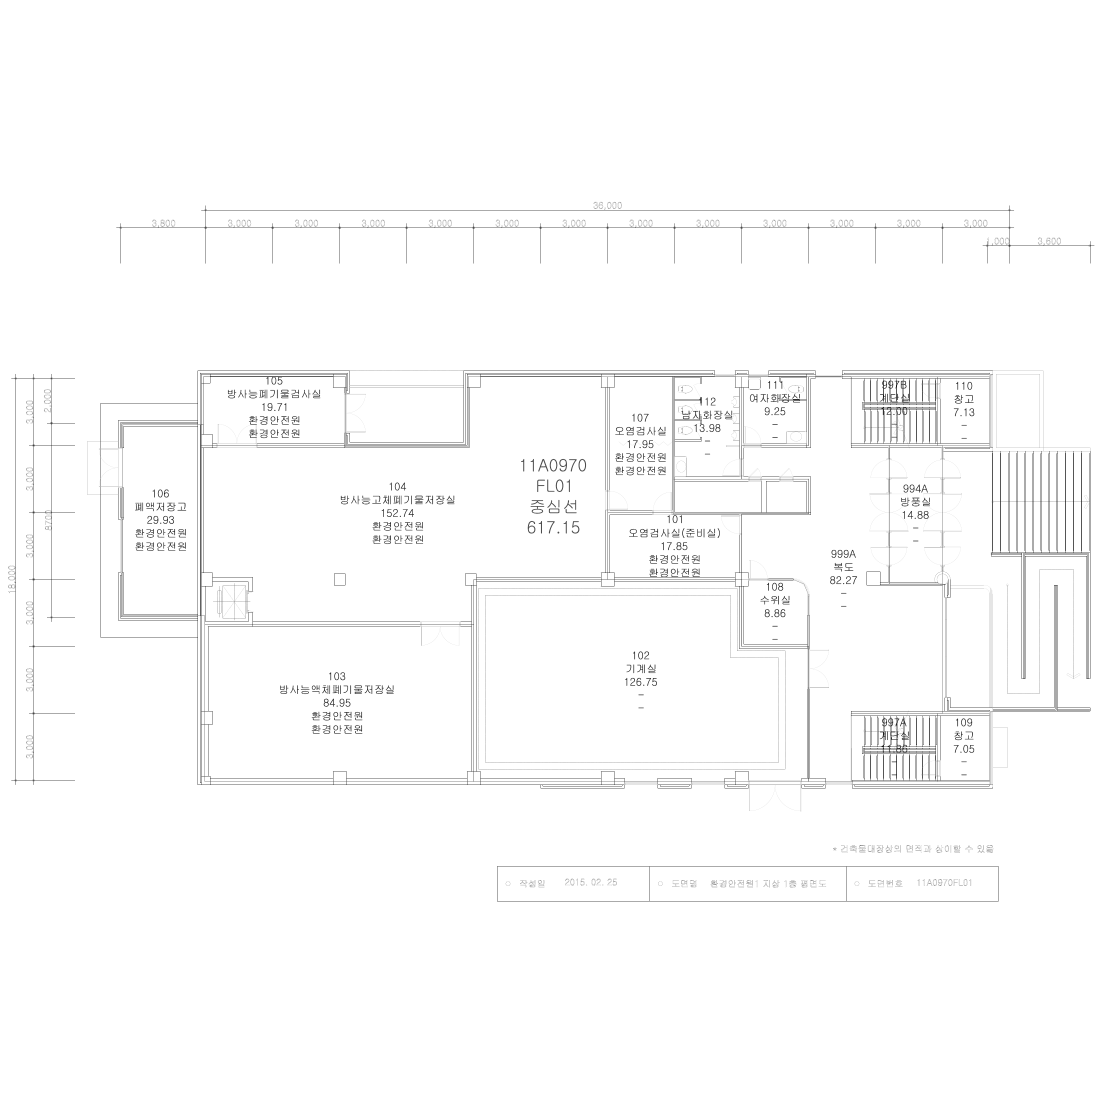 36,000
3,800
3,000
3,000
3,000
3,000
3,000
3,000
3,000
3,000
3,000
3,000
3,000
3,000
1,000
3,600
18,000
3,000
3,000
3,000
3,000
3,000
3,000
2,000
8700
105
방사능폐기물검사실
19.71
환경안전원
환경안전원
106
폐액저장고
29.93
환경안전원
환경안전원
104
방사능고체폐기물저장실
152.74
환경안전원
환경안전원
11A0970
FL01
중심선
617.15
107
오염검사실
17.95
환경안전원
환경안전원
112
남자화장실
13.98
–
–
111
여자화장실
9.25
–
–
997B
계단실
12.00
110
창고
7.13
–
–
101
오염검사실(준비실)
17.85
환경안전원
환경안전원
994A
방풍실
14.88
–
–
999A
복도
82.27
–
–
108
수위실
8.86
–
–
103
방사능액체폐기물저장실
84.95
환경안전원
환경안전원
102
기계실
126.75
–
–
997A
계단실
11.86
109
창고
7.05
–
–
* 건축물대장상의 면적과 상이할 수 있음
○ 작성일 2015. 02. 25 ○ 도면명 환경안전원1 지상 1층 평면도 ○ 도면번호 11A0970FL01